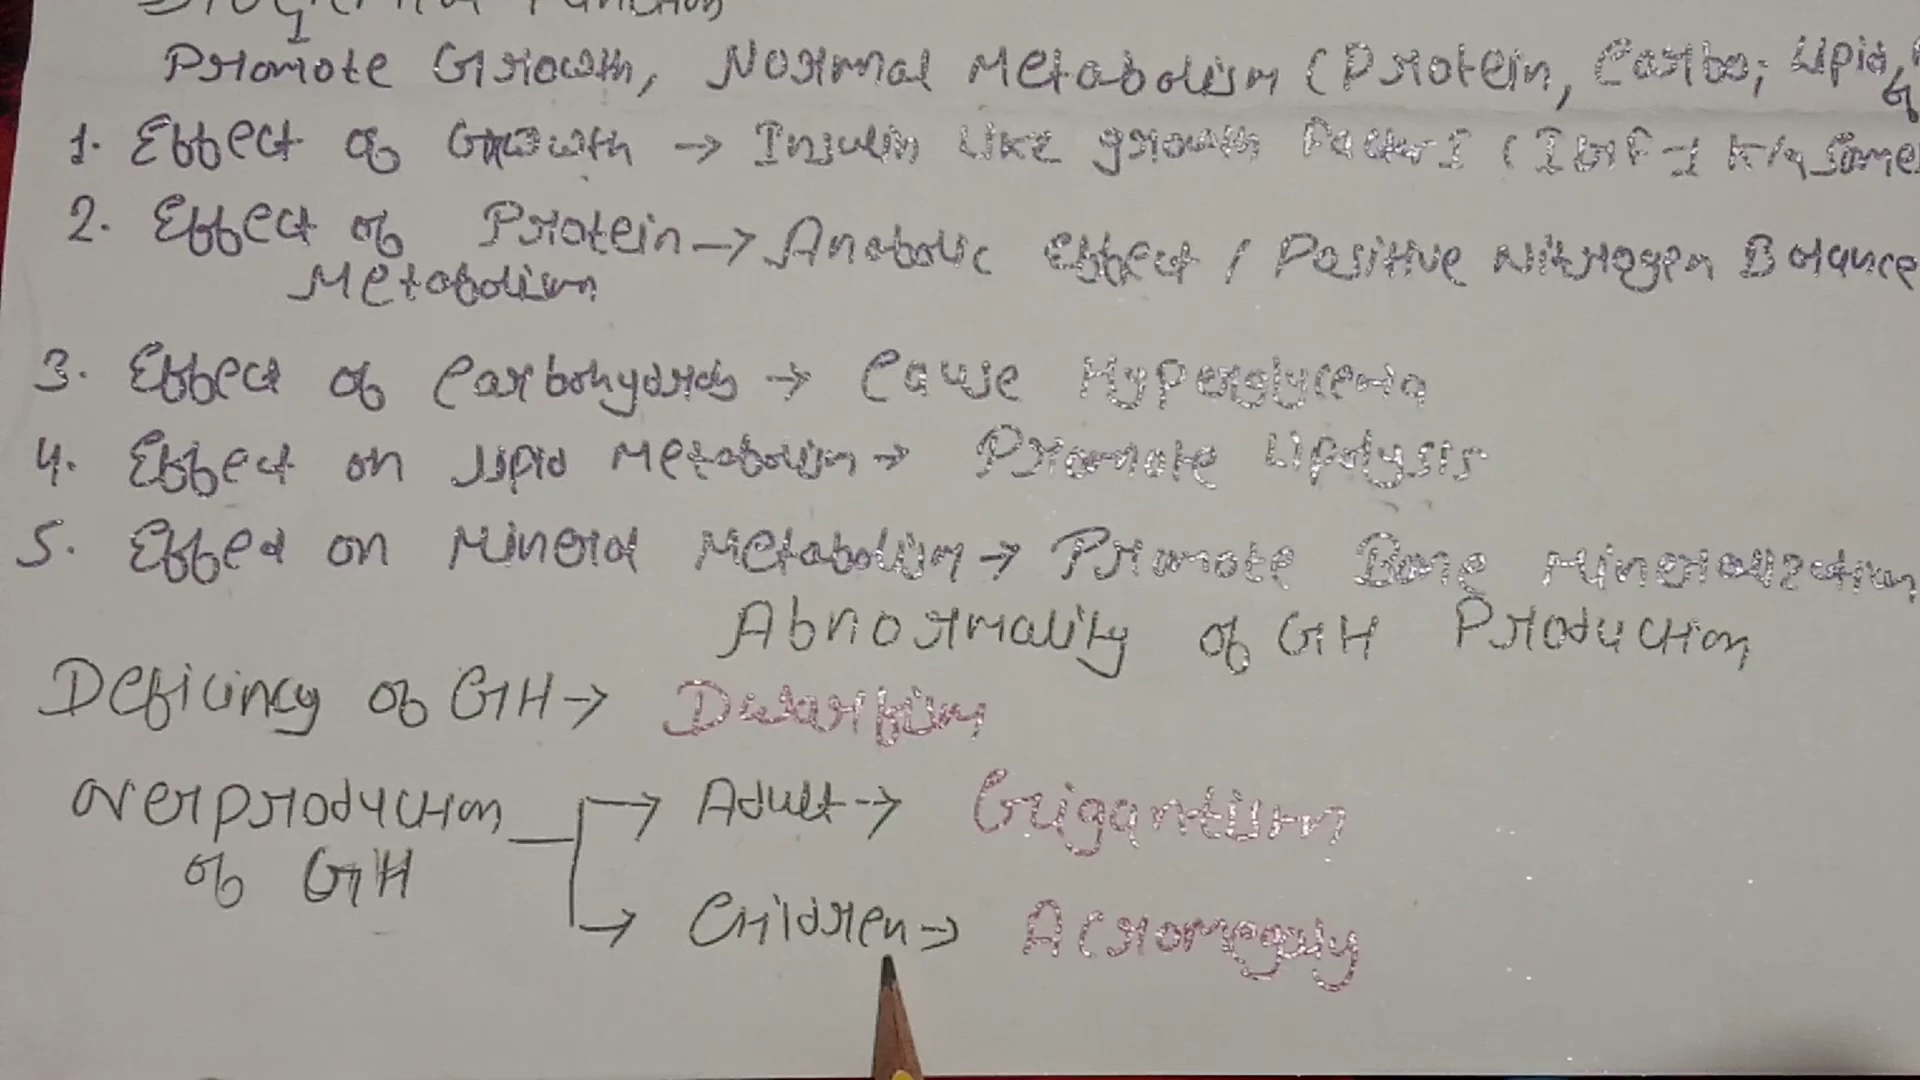 Function
Promote Growth, Normal Metabolism (Protein, Carbo; Lipid,
1. Effect of Growth → Insulin Like growth Factor I (IGF-1 k/a Some
2. Effect of Protein → Anabolic Effect / Positive Nitrogen Balance
Metabolism
3. Effect of Carbohydrds → Cause Hyperglycemia
4. Effect on Lipid Metabolism → Promote Lipolysis
5. Effect on Mineral Metabolism → Promote Bone Mineralization
Abnormality of GH Production
Deficincy of GH → Dwarfism
overproduction → Adult → Gigantism
of GH
→ Children → Acromegaly